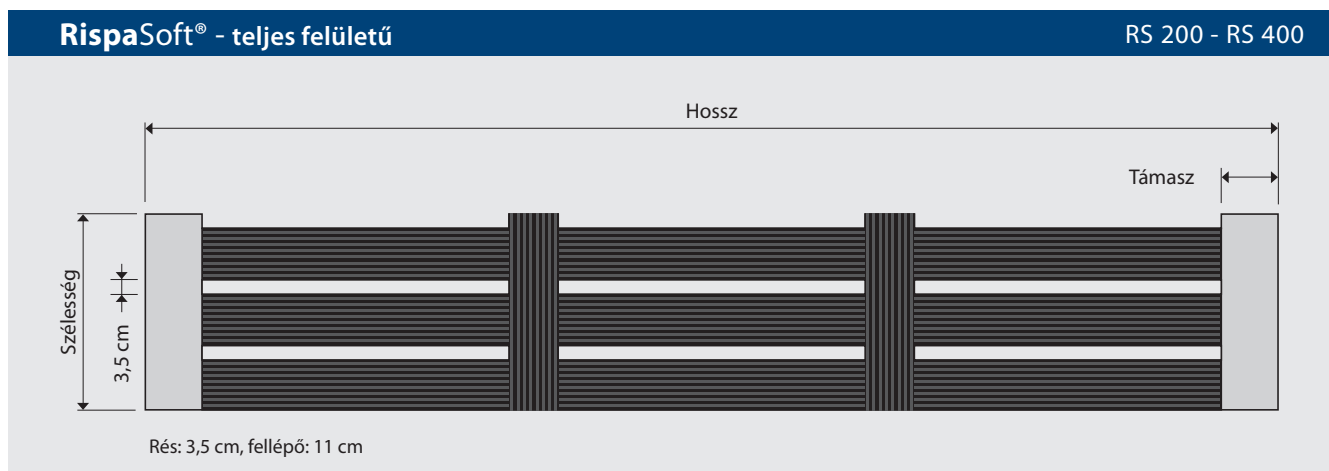 RispaSoft® - teljes felületű RS 200 - RS 400
Hossz
Támasz
Szélesség
3,5 cm
Rés: 3,5 cm, fellépő: 11 cm